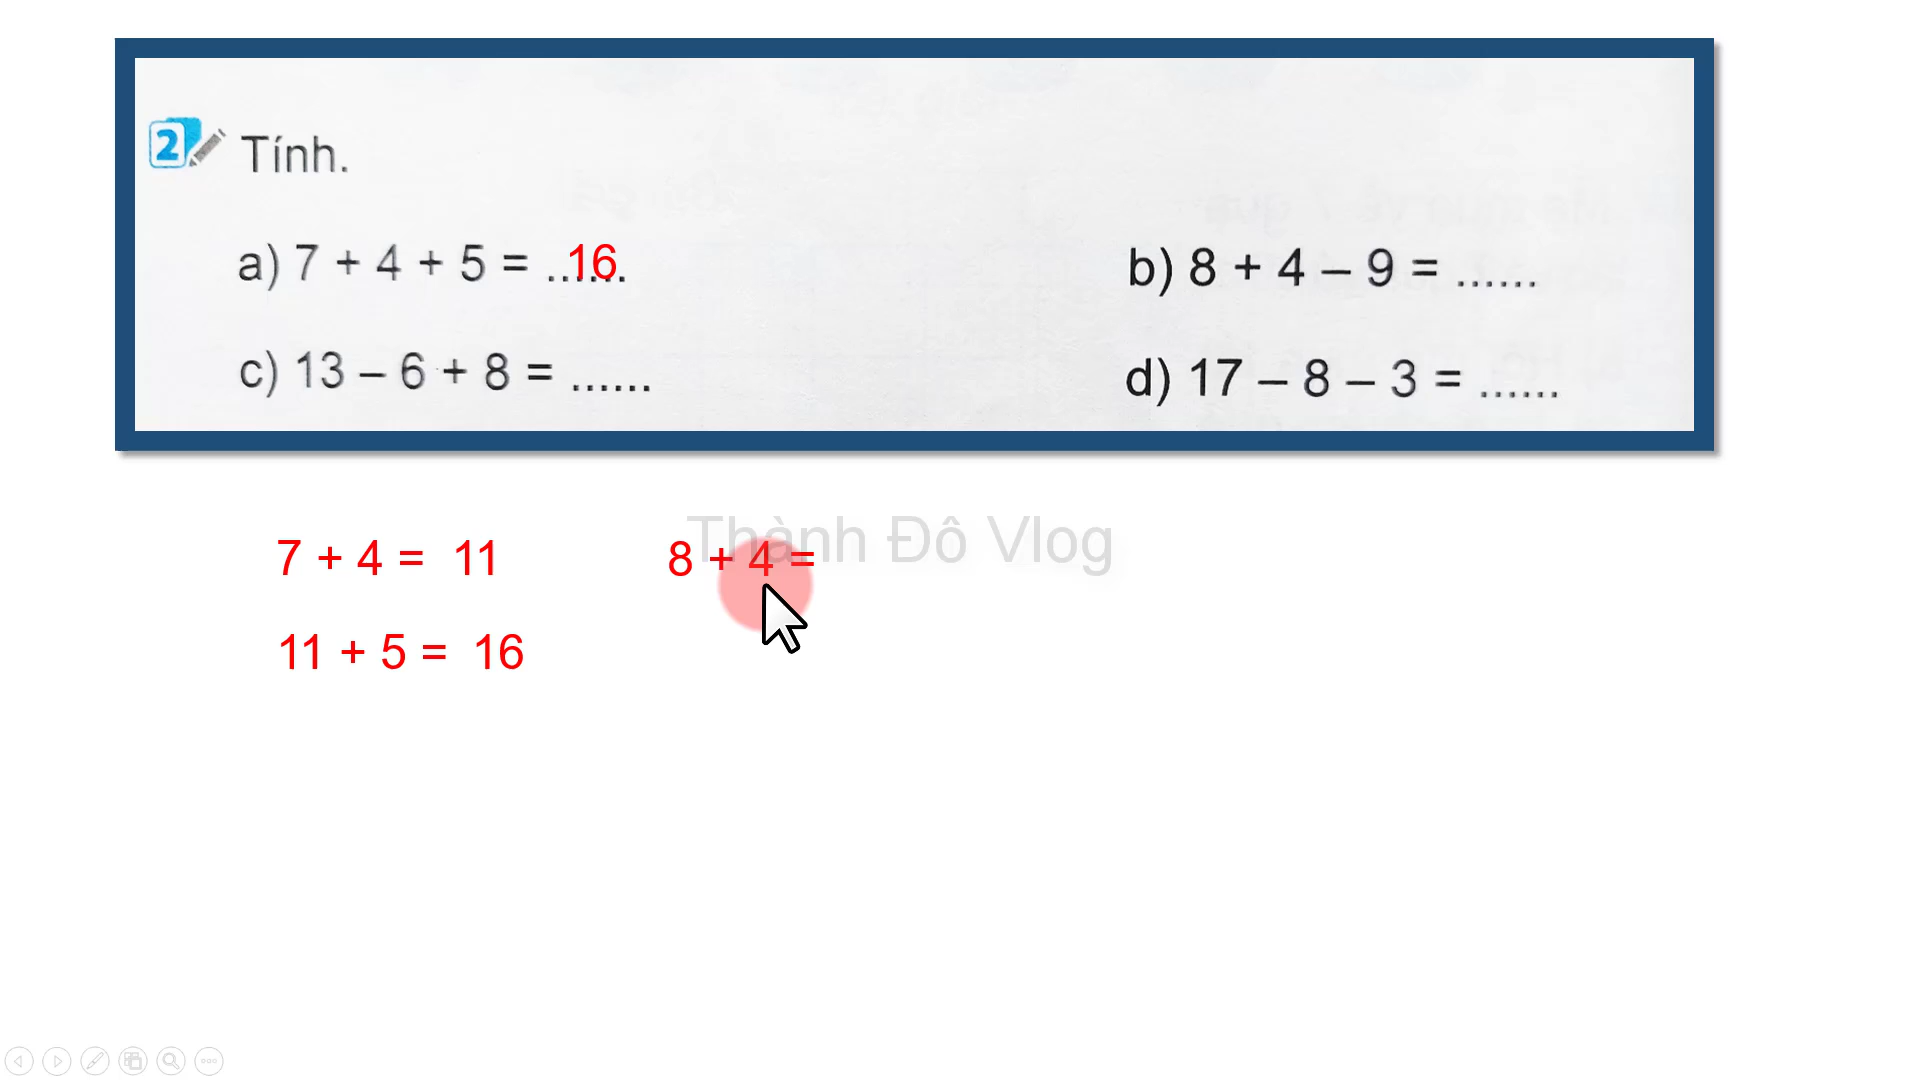 2 Tính.
a) 7 + 4 + 5 = ...16...
b) 8 + 4 – 9 = ......
c) 13 – 6 + 8 = ......
d) 17 – 8 – 3 = ......
Thành Đô Vlog
7 + 4 = 11
8 + 4 =
11 + 5 = 16